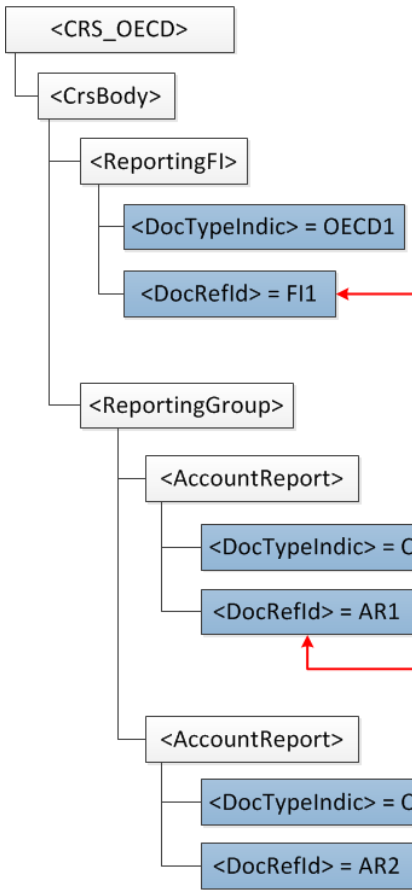 <CRS_OECD>
<CrsBody>
<ReportingFI>
<DocTypeIndic> = OECD1
<DocRefId> = FI1
<ReportingGroup>
<AccountReport>
<DocTypeIndic> = O
<DocRefId> = AR1
<AccountReport>
<DocTypeIndic> = O
<DocRefId> = AR2